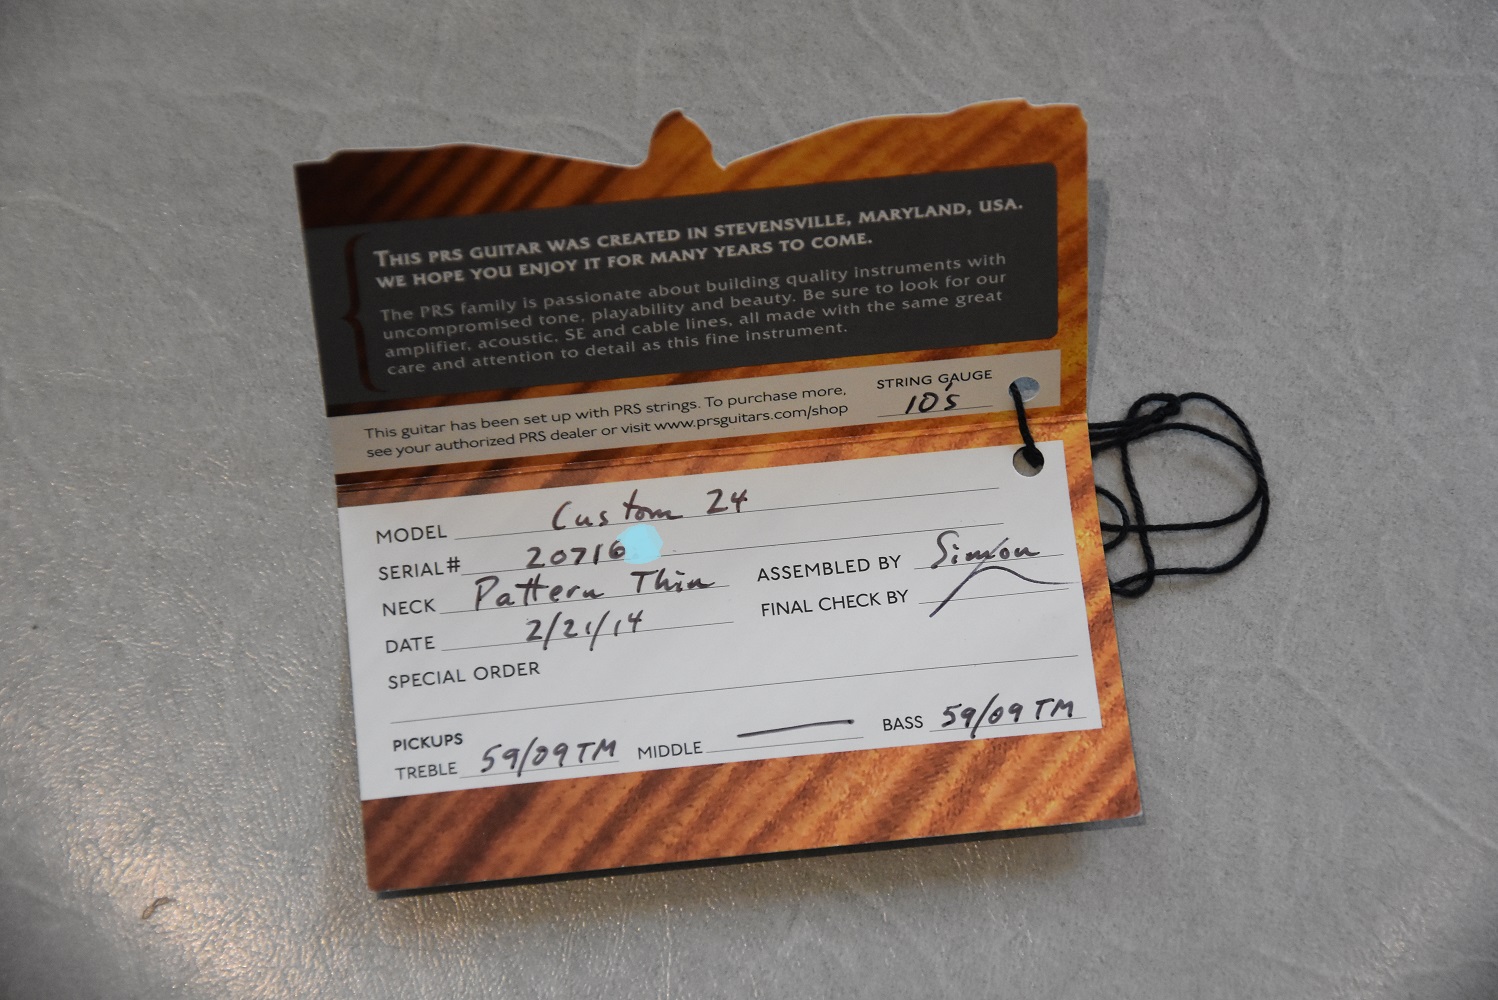 THIS PRS GUITAR WAS CREATED IN STEVENSVILLE, MARYLAND, USA.
WE HOPE YOU ENJOY IT FOR MANY YEARS TO COME.
The PRS family is passionate about building quality instruments with
uncompromised tone, playability and beauty. Be sure to look for our
amplifier, acoustic, SE and cable lines, all made with the same great
care and attention to detail as this fine instrument.
This guitar has been set up with PRS strings. To purchase more,
see your authorized PRS dealer or visit www.prsguitars.com/shop
STRING GAUGE
10's
MODEL Custom 24
SERIAL# 20716
NECK Pattern Thin
DATE 2/21/14
ASSEMBLED BY Simon
FINAL CHECK BY
SPECIAL ORDER
PICKUPS
TREBLE 59/09 TM MIDDLE — BASS 59/09 TM